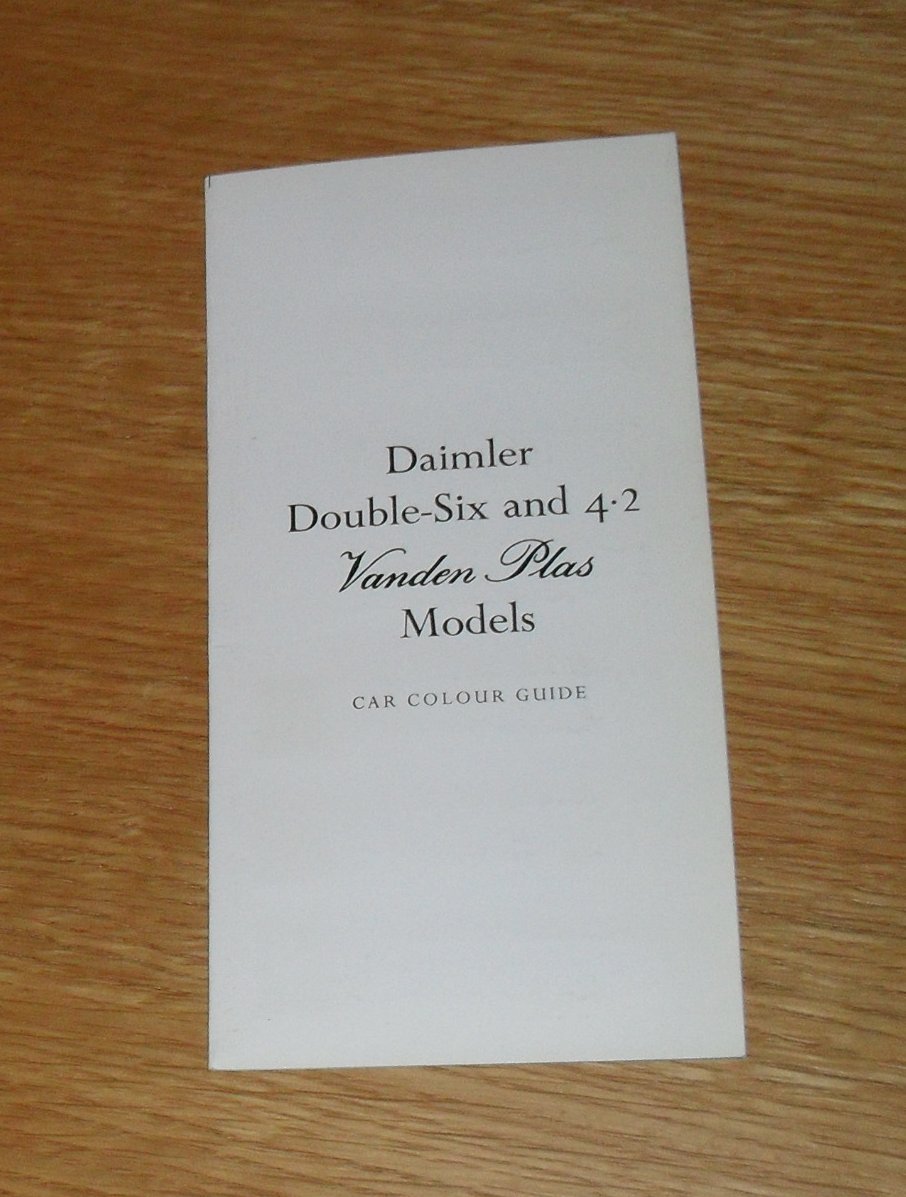 Daimler
Double-Six and 4·2
Vanden Plas
Models
CAR COLOUR GUIDE